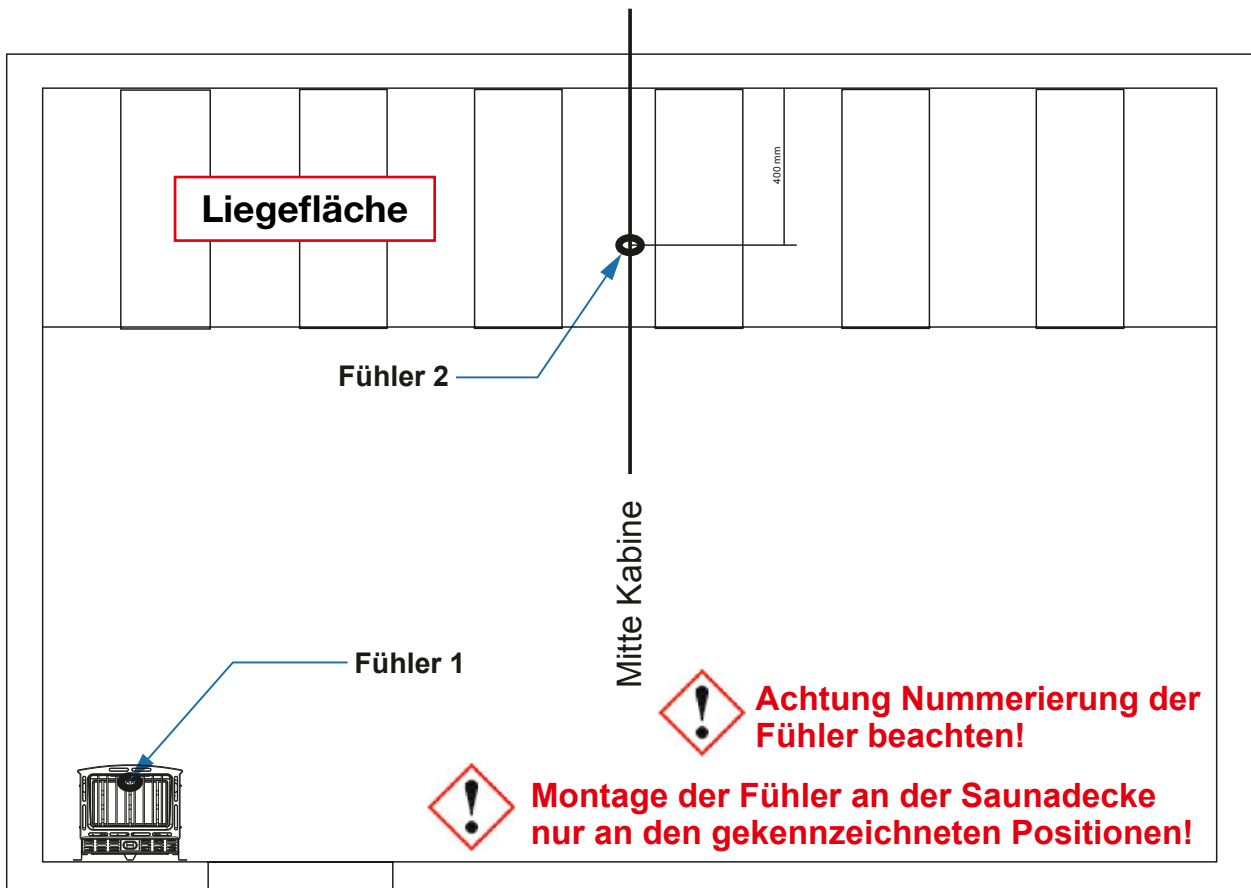 400 mm
Liegefläche
Fühler 2
Mitte Kabine
Fühler 1
Achtung Nummerierung der
Fühler beachten!
Montage der Fühler an der Saunadecke
nur an den gekennzeichneten Positionen!